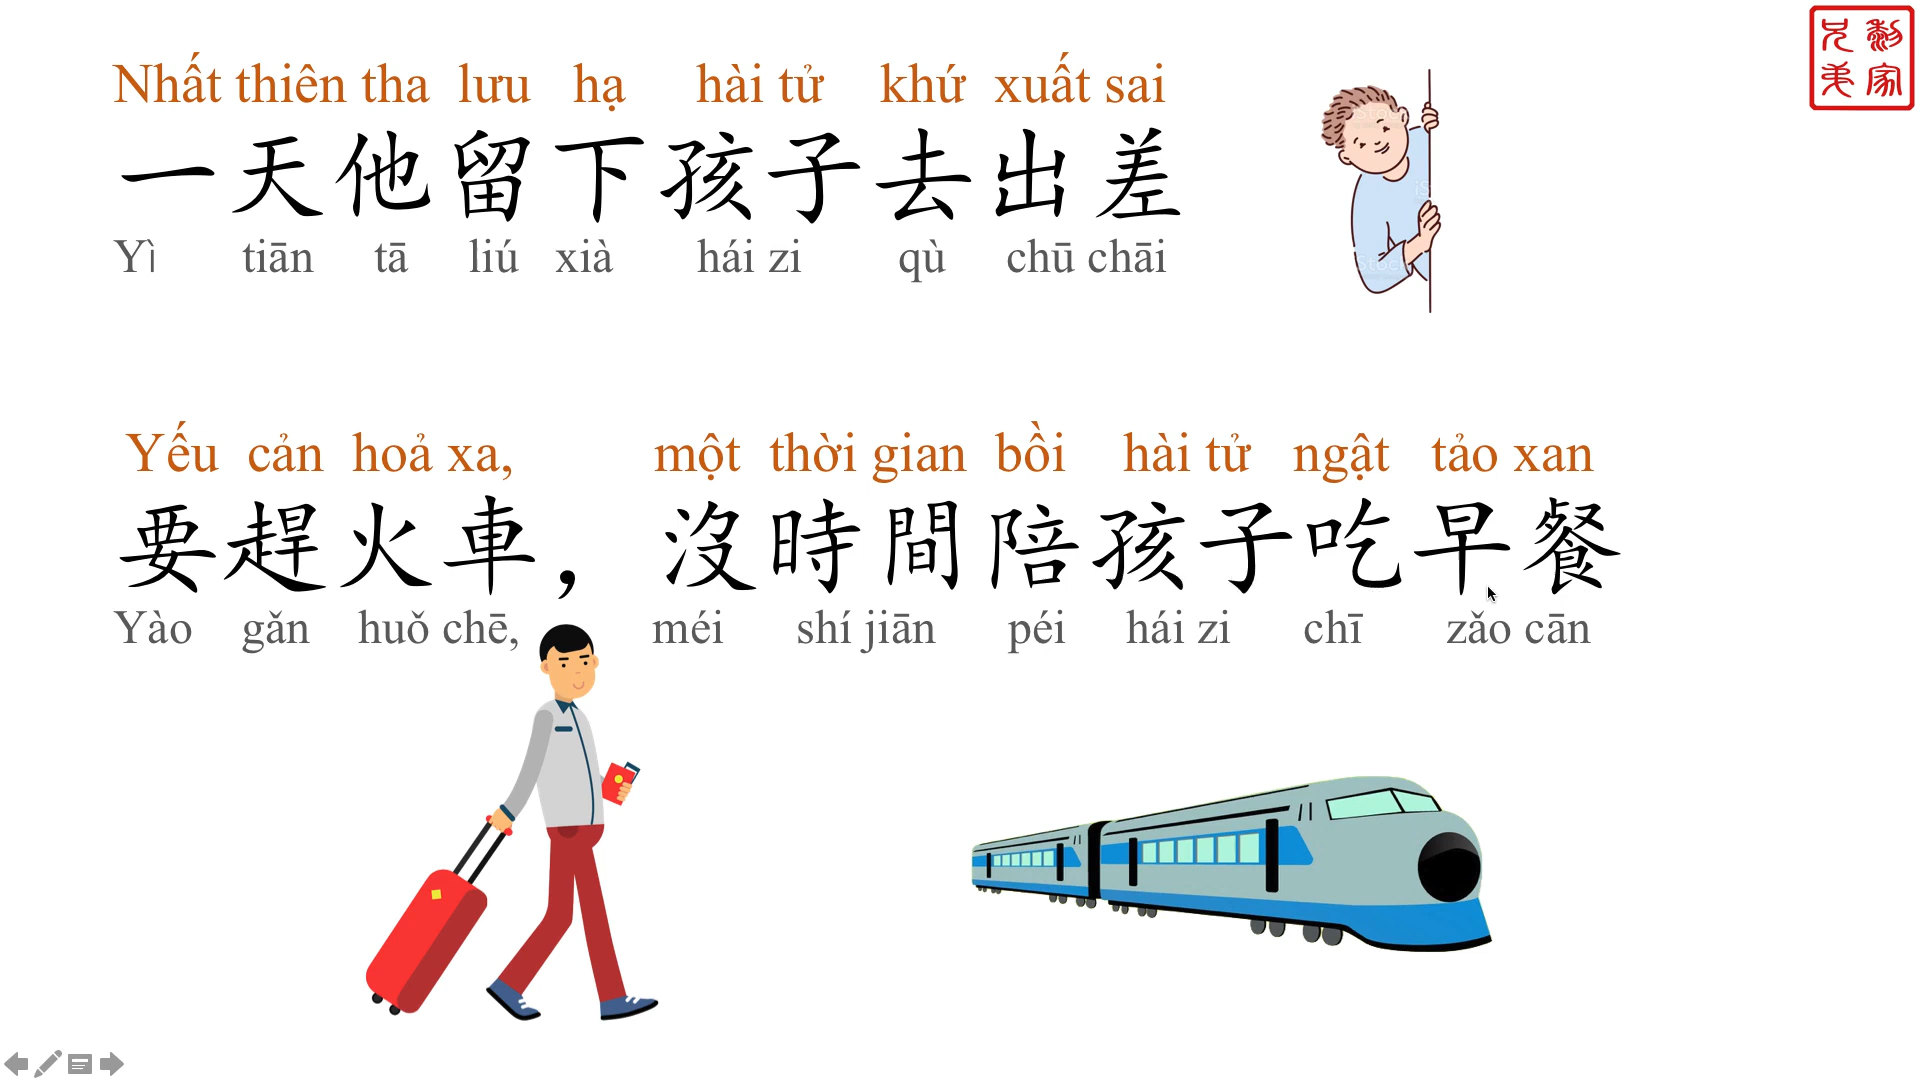 Nhất thiên tha lưu hạ hài tử khứ xuất sai
一天他留下孩子去出差
Yì tiān tā liú xià hái zi qù chū chāi
Yếu cản hoả xa, một thời gian bồi hài tử ngật tảo xan
要趕火車，沒時間陪孩子吃早餐
Yào gǎn huǒ chē, méi shí jiān péi hái zi chī zǎo cān